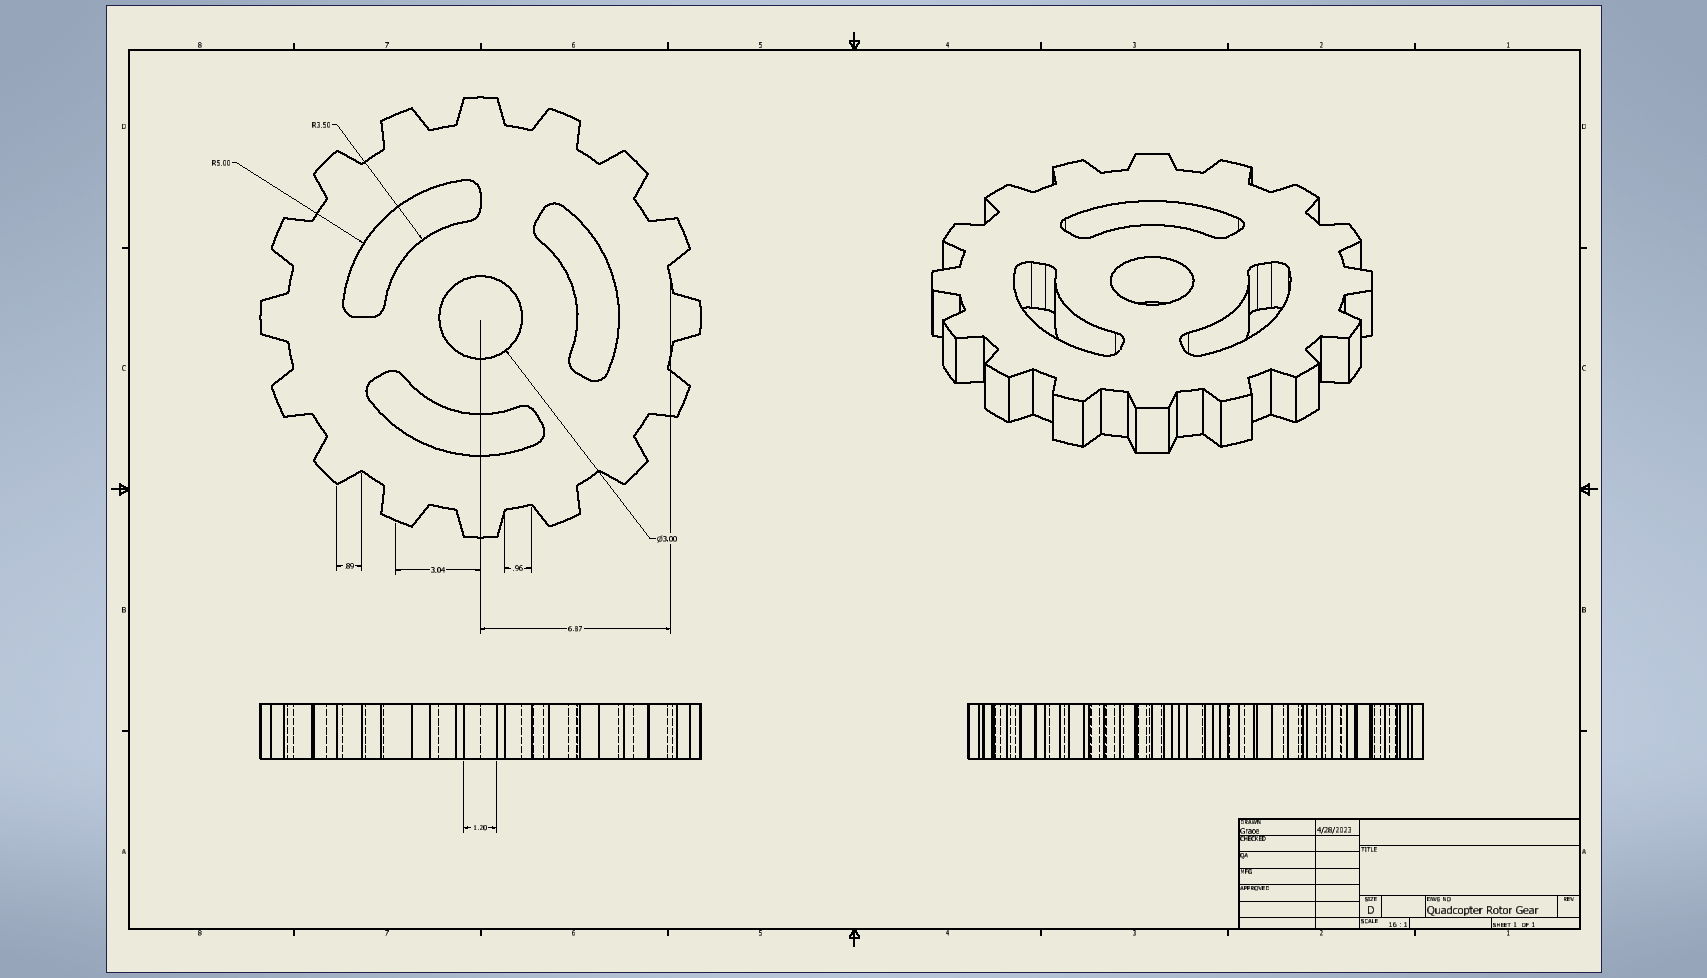 8 7 6 5 4 3 2 1
D D
R3.50
R5.00
C C
Ø3.00
.89 3.04 .96
B B
6.87
1.20
DRAWN
Grace 4/28/2023
CHECKED
TITLE
A A
QA
MFG
APPROVED
SIZE DWG NO REV
D Quadcopter Rotor Gear
SCALE 16 : 1 SHEET 1 OF 1
8 7 6 5 4 3 2 1